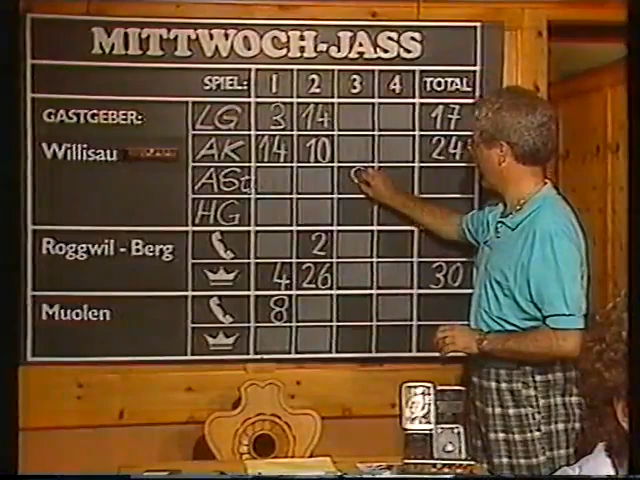 MITTWOCH-JASS
SPIEL: 1 2 3 4 TOTAL
GASTGEBER: LG 3 14 17
Willisau AK 14 10 24
ASt
HG
Roggwil - Berg 2
4 26 30
Muolen 8